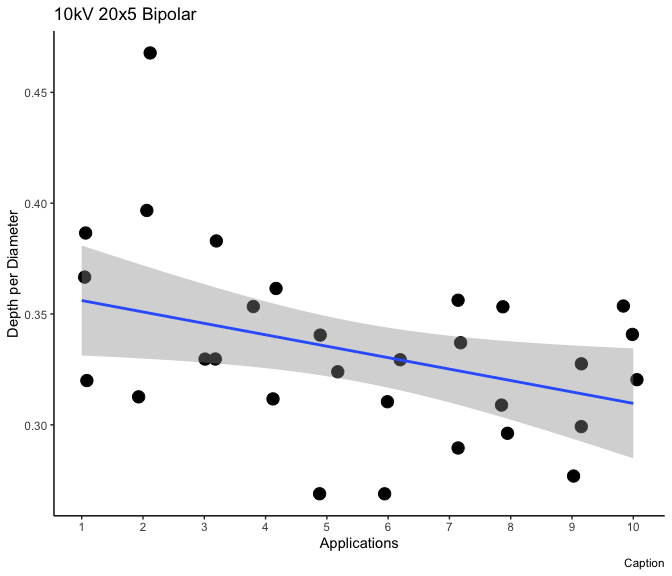 10kV 20x5 Bipolar
Depth per Diameter
0.45
0.40
0.35
0.30
1 2 3 4 5 6 7 8 9 10
Applications
Caption